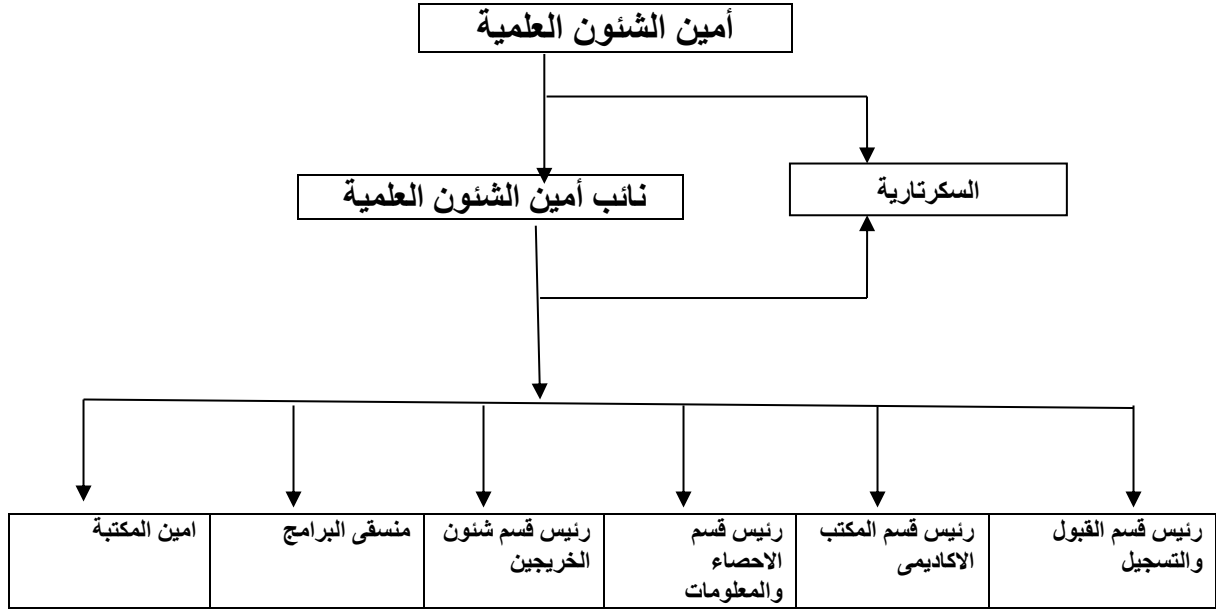 أمين الشئون العلمية
السكرتارية
نائب أمين الشئون العلمية
رئيس قسم القبول
والتسجيل
رئيس قسم المكتب
الاكاديمى
رئيس قسم
الاحصاء
والمعلومات
رئيس قسم شئون
الخريجين
منسقى البرامج
امين المكتبة